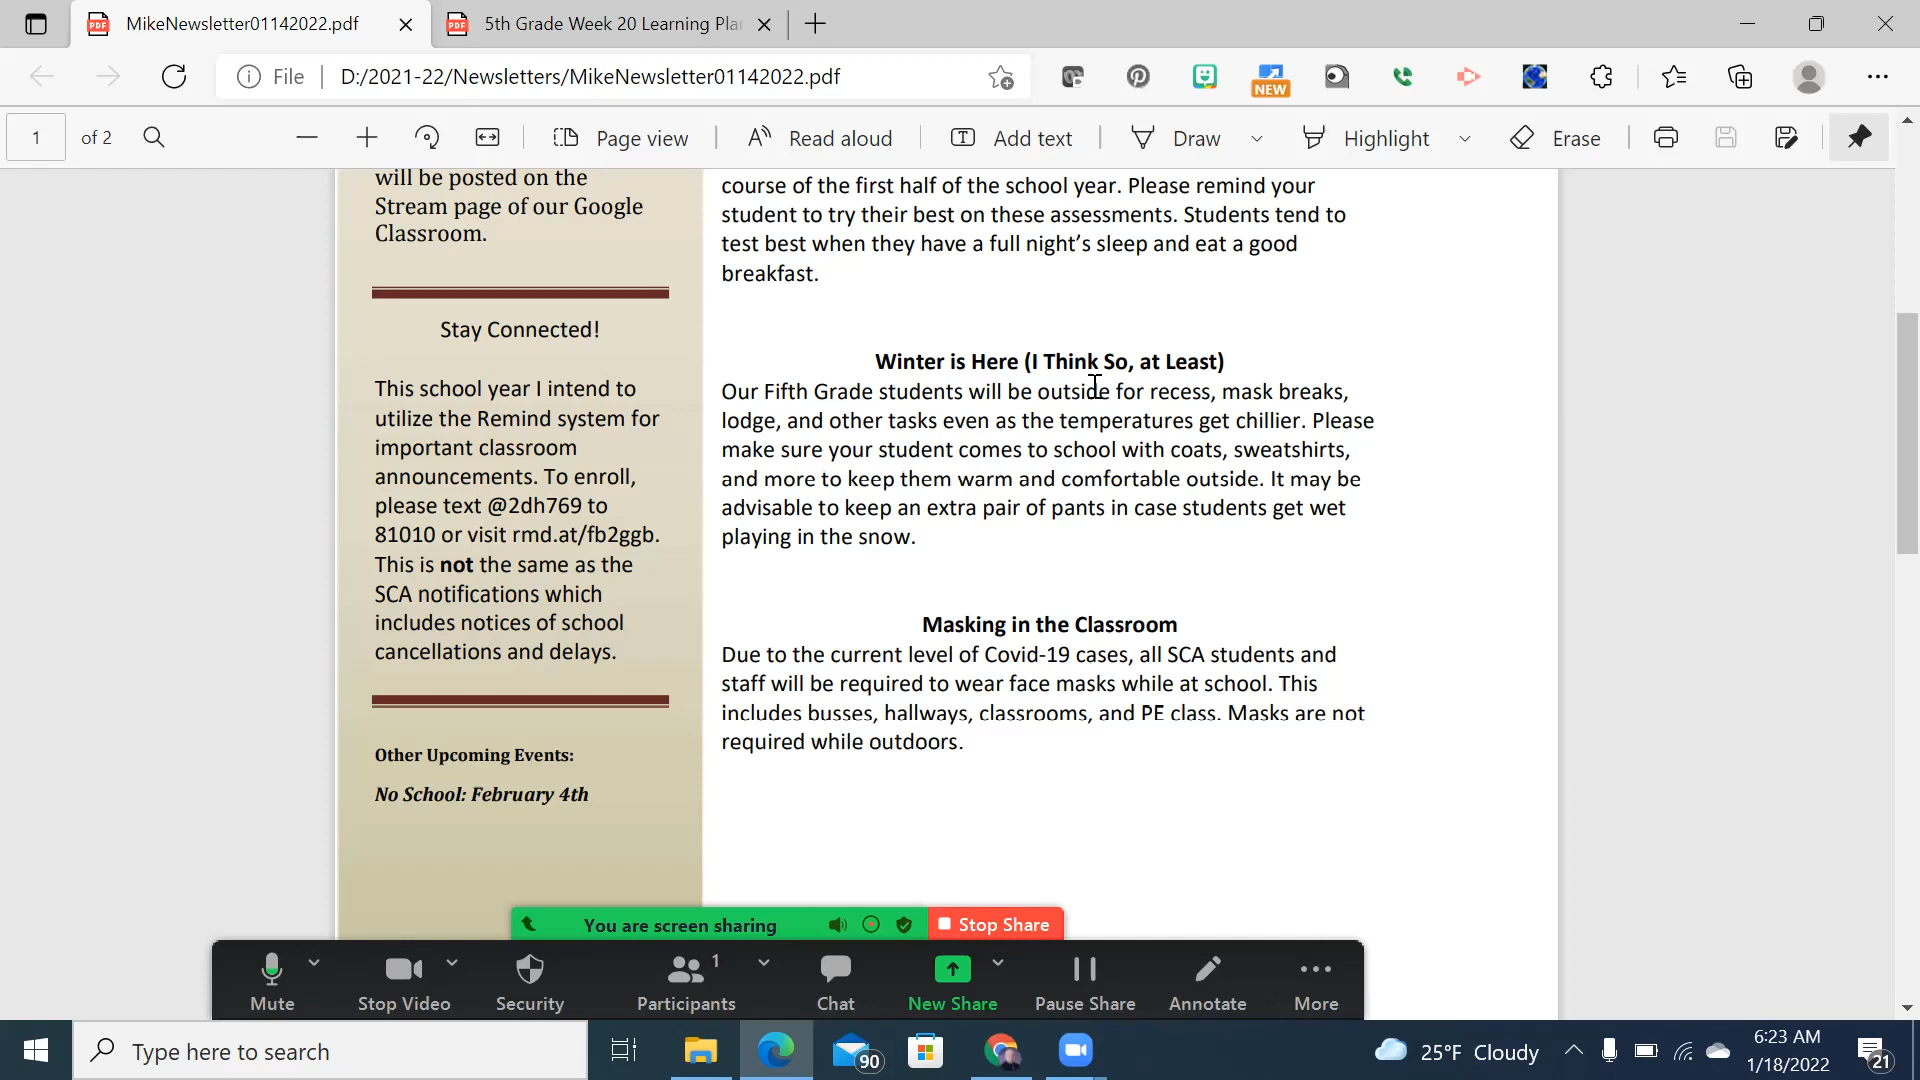 MikeNewsletter01142022.pdf
5th Grade Week 20 Learning Pla
File
D:/2021-22/Newsletters/MikeNewsletter01142022.pdf
NEW
1 of 2
Page view
Read aloud
Add text
Draw
Highlight
Erase
will be posted on the
Stream page of our Google
Classroom.
Stay Connected!
This school year I intend to
utilize the Remind system for
important classroom
announcements. To enroll,
please text @2dh769 to
81010 or visit rmd.at/fb2ggb.
This is not the same as the
SCA notifications which
includes notices of school
cancellations and delays.
Other Upcoming Events:
No School: February 4th
course of the first half of the school year. Please remind your
student to try their best on these assessments. Students tend to
test best when they have a full night’s sleep and eat a good
breakfast.
Winter is Here (I Think So, at Least)
Our Fifth Grade students will be outside for recess, mask breaks,
lodge, and other tasks even as the temperatures get chillier. Please
make sure your student comes to school with coats, sweatshirts,
and more to keep them warm and comfortable outside. It may be
advisable to keep an extra pair of pants in case students get wet
playing in the snow.
Masking in the Classroom
Due to the current level of Covid-19 cases, all SCA students and
staff will be required to wear face masks while at school. This
includes busses, hallways, classrooms, and PE class. Masks are not
required while outdoors.
You are screen sharing
Stop Share
Mute
Stop Video
Security
Participants
1
Chat
New Share
Pause Share
Annotate
More
Type here to search
90
25°F Cloudy
6:23 AM
1/18/2022
21